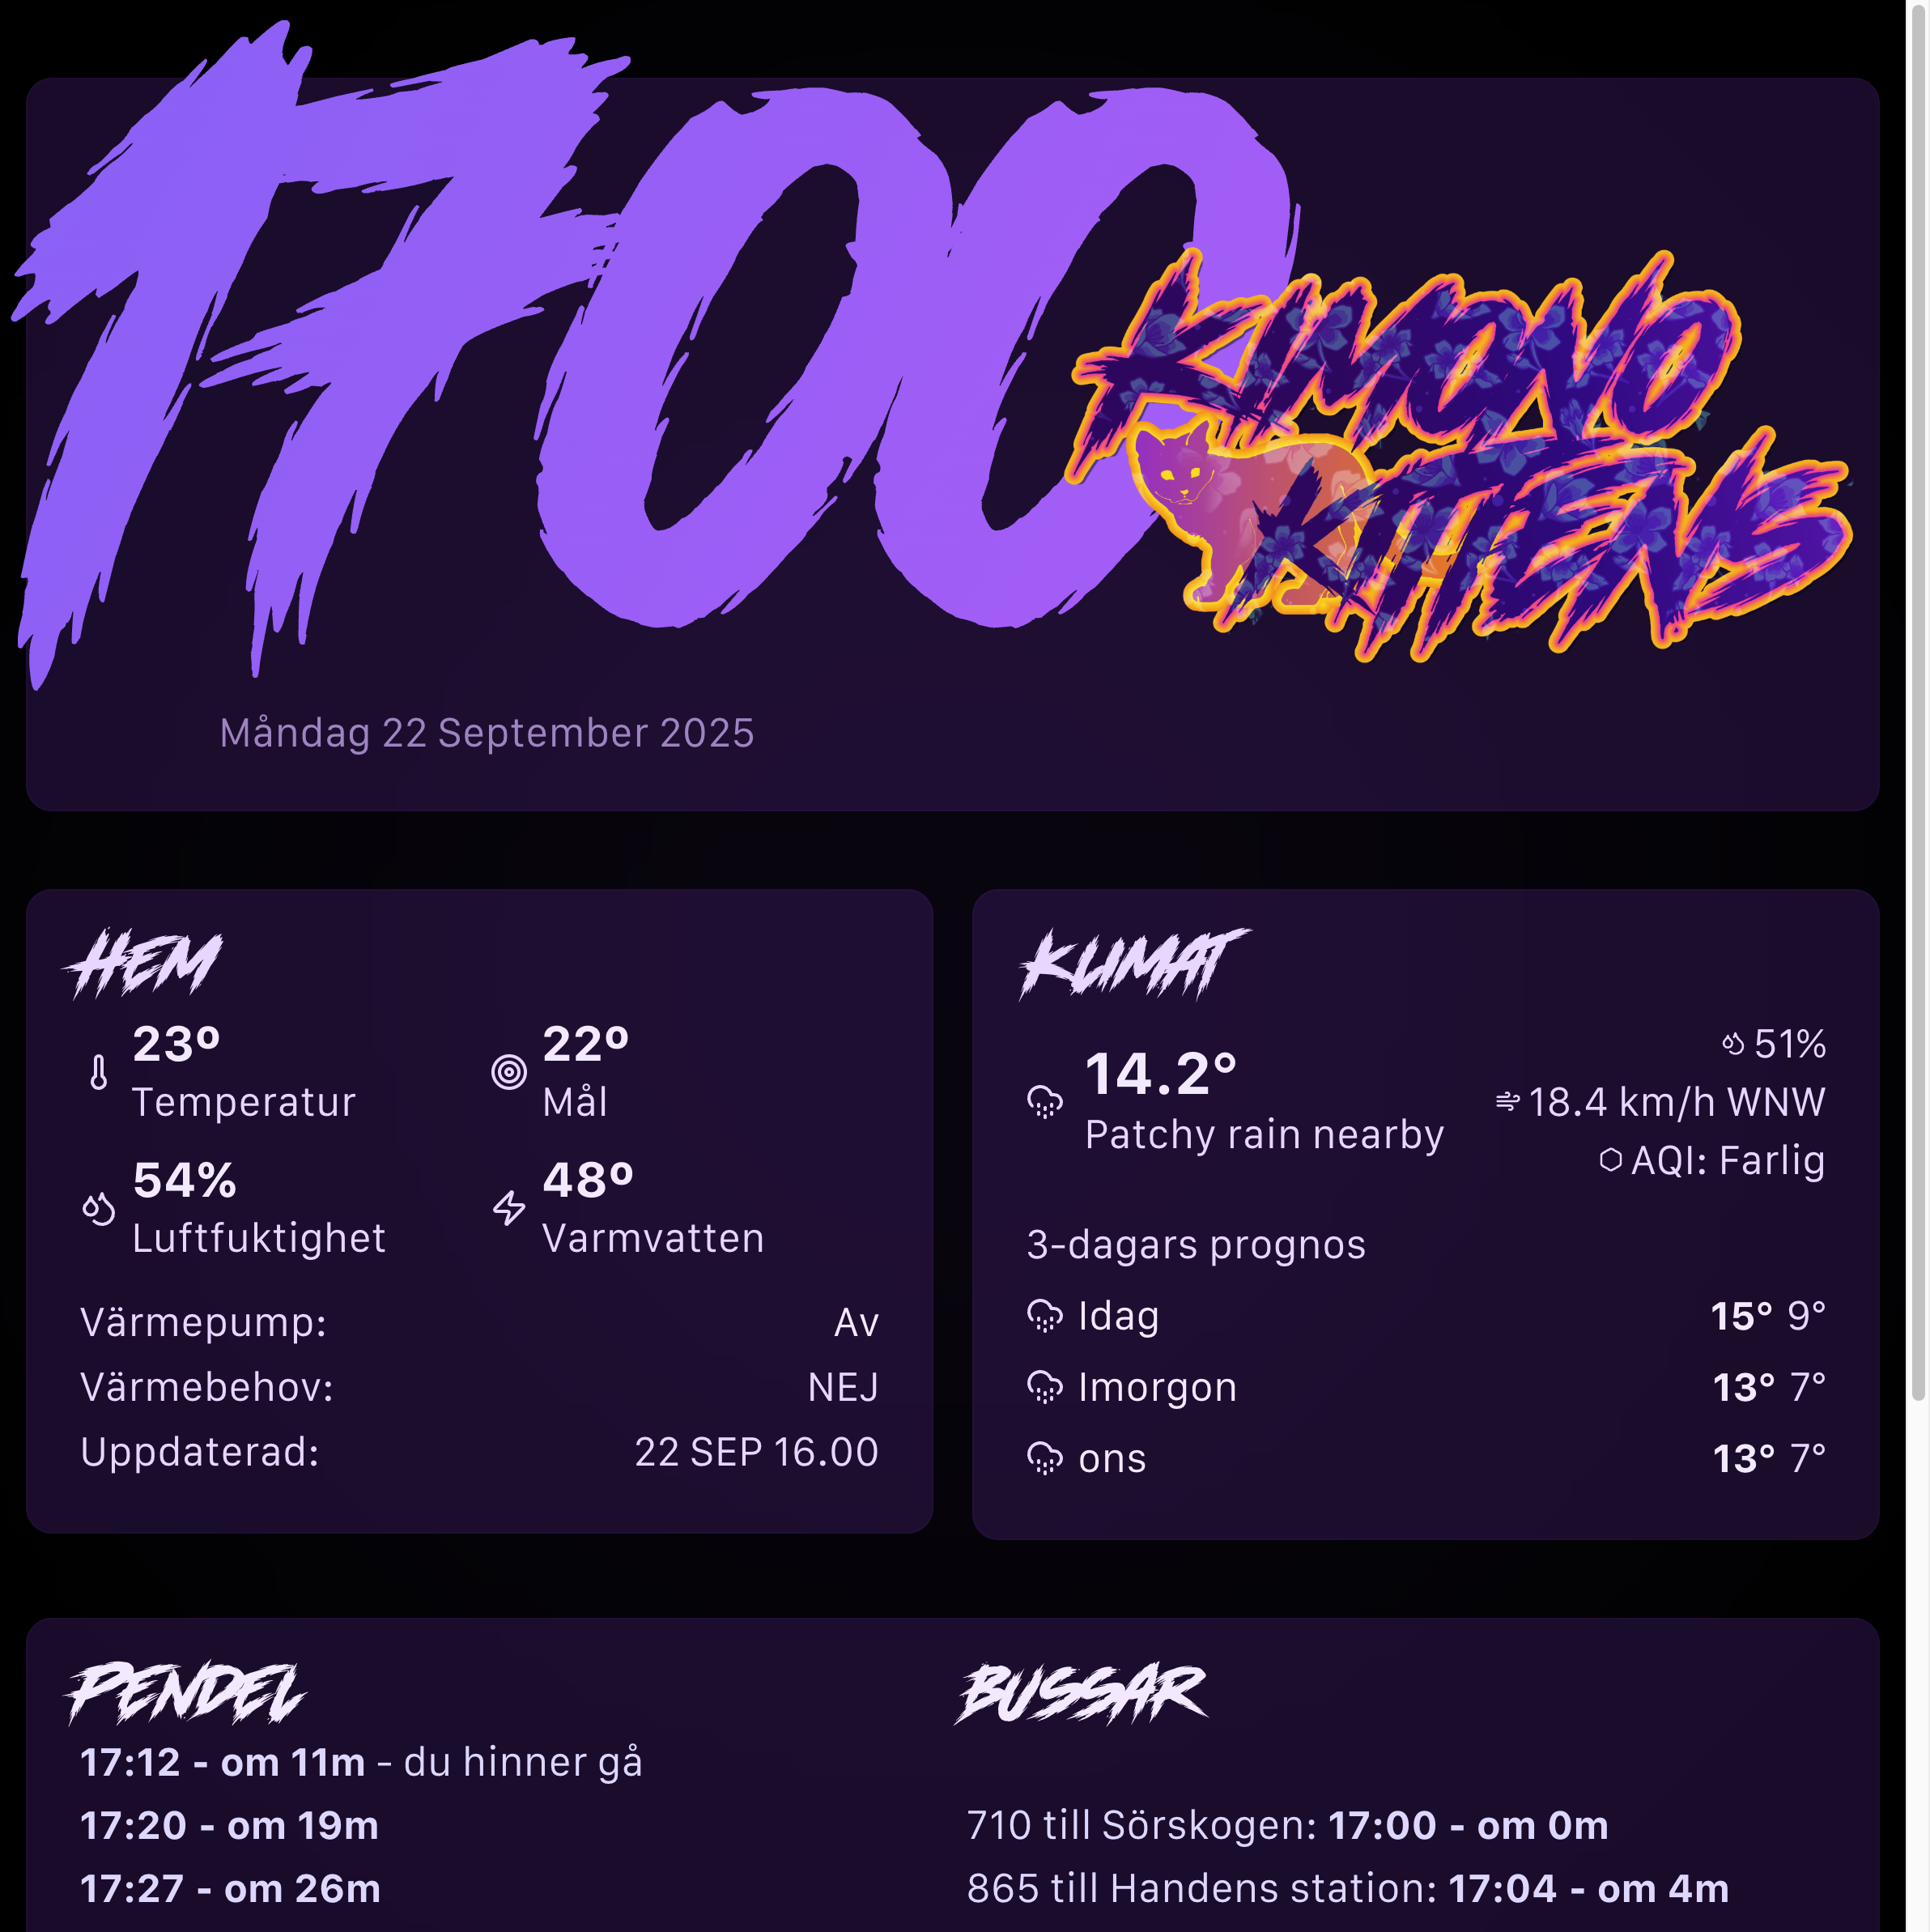 1700
KIMONO
KITTENS
Måndag 22 September 2025
HEM
23º
Temperatur
22º
Mål
54%
Luftfuktighet
48º
Varmvatten
Värmepump: Av
Värmebehov: NEJ
Uppdaterad: 22 SEP 16.00
KLIMAT
14.2°
Patchy rain nearby
51%
18.4 km/h WNW
AQI: Farlig
3-dagars prognos
Idag 15° 9°
Imorgon 13° 7°
ons 13° 7°
PENDEL
17:12 - om 11m - du hinner gå
17:20 - om 19m
17:27 - om 26m
BUSSAR
710 till Sörskogen: 17:00 - om 0m
865 till Handens station: 17:04 - om 4m